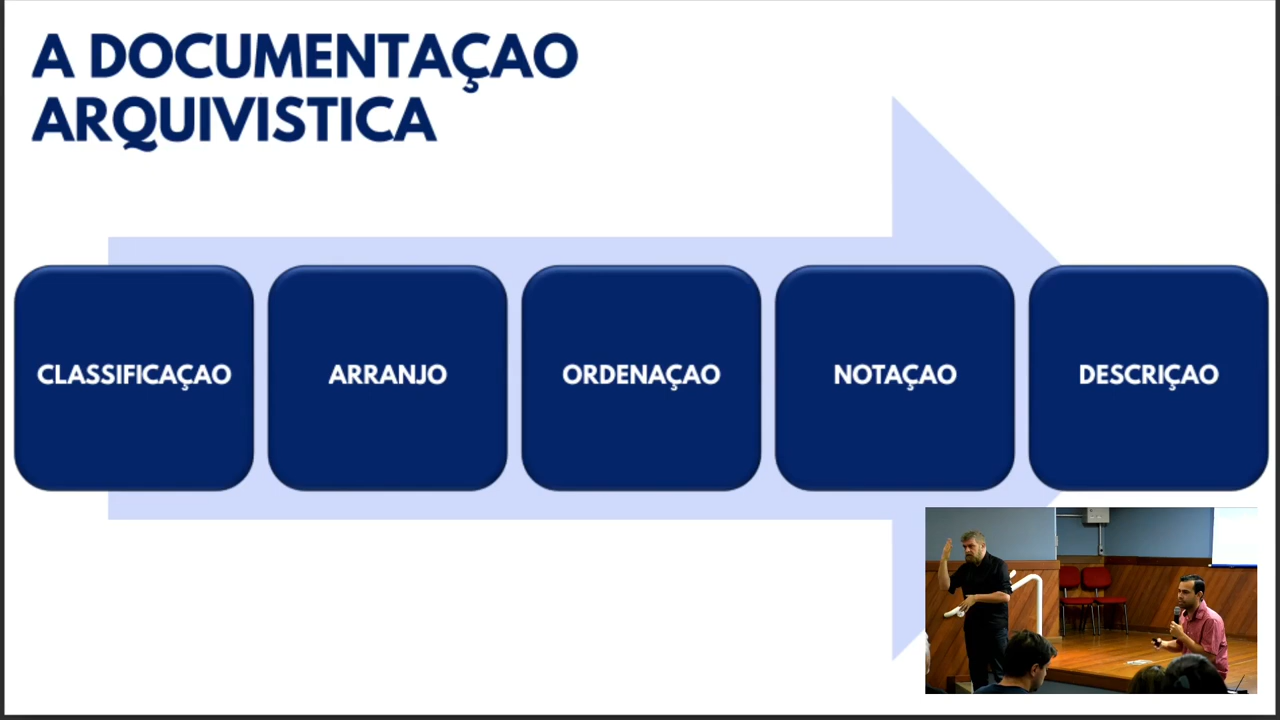 A DOCUMENTAÇAO
ARQUIVISTICA
CLASSIFICAÇAO
ARRANJO
ORDENAÇAO
NOTAÇAO
DESCRIÇAO